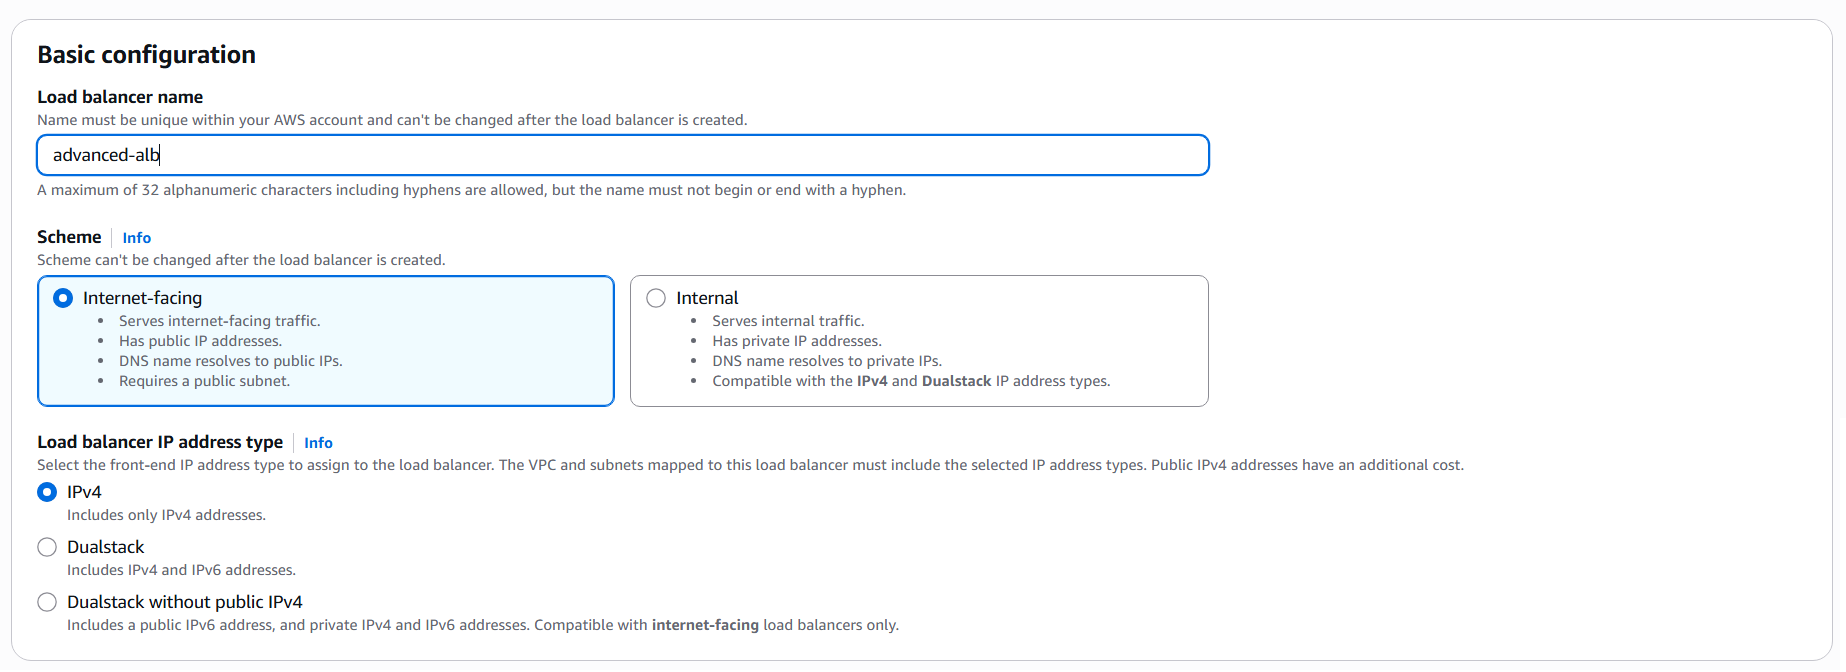 Basic configuration
Load balancer name
Name must be unique within your AWS account and can't be changed after the load balancer is created.
advanced-alb
A maximum of 32 alphanumeric characters including hyphens are allowed, but the name must not begin or end with a hyphen.
Scheme | Info
Scheme can't be changed after the load balancer is created.
Internet-facing
• Serves internet-facing traffic.
• Has public IP addresses.
• DNS name resolves to public IPs.
• Requires a public subnet.
Internal
• Serves internal traffic.
• Has private IP addresses.
• DNS name resolves to private IPs.
• Compatible with the IPv4 and Dualstack IP address types.
Load balancer IP address type | Info
Select the front-end IP address type to assign to the load balancer. The VPC and subnets mapped to this load balancer must include the selected IP address types. Public IPv4 addresses have an additional cost.
IPv4
Includes only IPv4 addresses.
Dualstack
Includes IPv4 and IPv6 addresses.
Dualstack without public IPv4
Includes a public IPv6 address, and private IPv4 and IPv6 addresses. Compatible with internet-facing load balancers only.